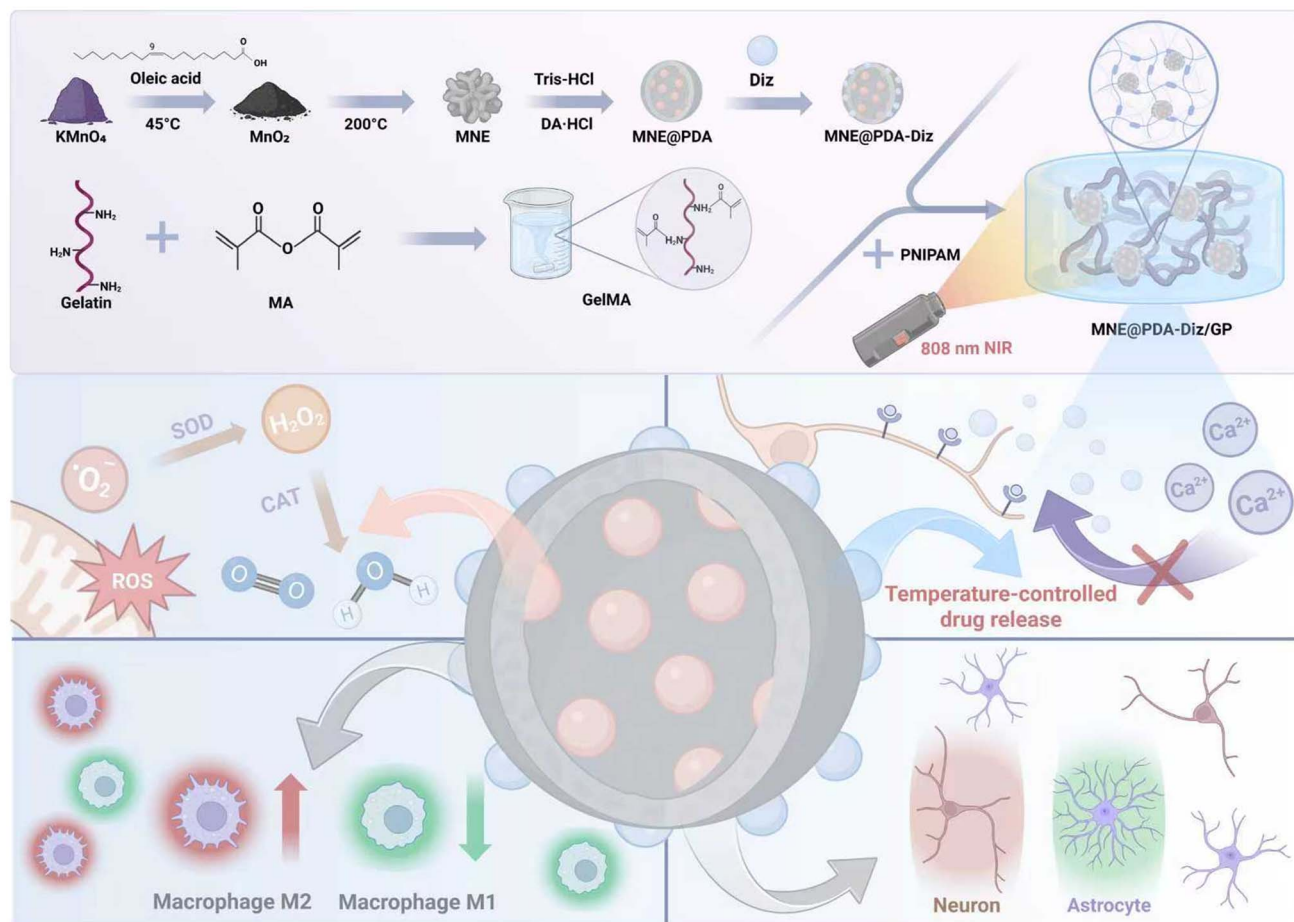 9
O
OH
Oleic acid
KMnO₄
45°C
MnO₂
200°C
MNE
Tris-HCl
DA·HCl
MNE@PDA
Diz
MNE@PDA-Diz
NH₂
H₂N
NH₂
Gelatin
O O
O
MA
O
NH₂
O
H₂N
NH₂
GelMA
PNIPAM
808 nm NIR
MNE@PDA-Diz/GP
SOD
H₂O₂
·O₂⁻
CAT
ROS
O
O
O
H
H
Ca²⁺
Ca²⁺
Ca²⁺
Temperature-controlled
drug release
Macrophage M2
Macrophage M1
Neuron
Astrocyte